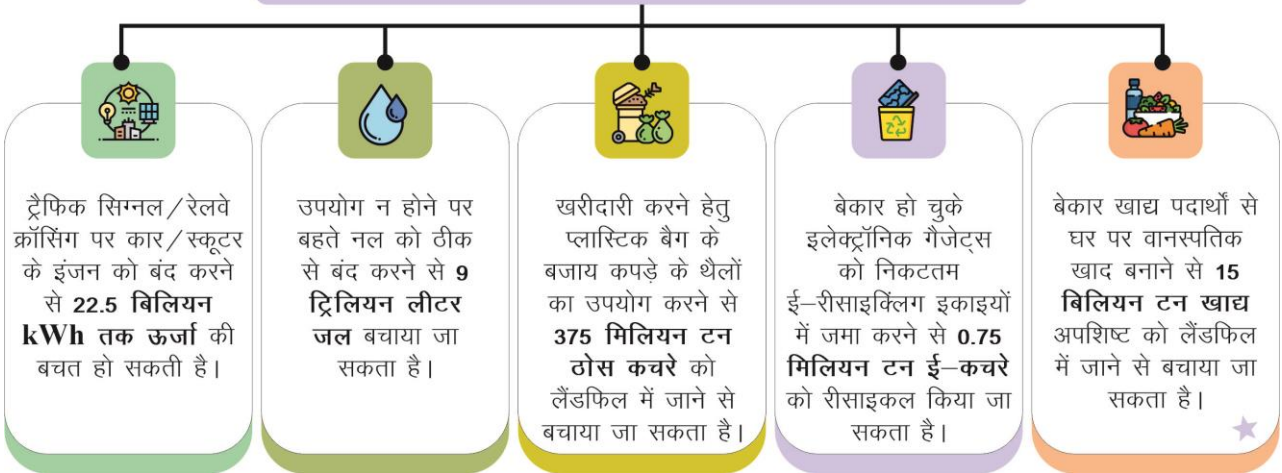 ट्रैफिक सिग्नल/रेलवे
क्रॉसिंग पर कार/स्कूटर
के इंजन को बंद करने
से 22.5 बिलियन
kWh तक ऊर्जा की
बचत हो सकती है।
उपयोग न होने पर
बहते नल को ठीक
से बंद करने से 9
ट्रिलियन लीटर
जल बचाया जा
सकता है।
खरीदारी करने हेतु
प्लास्टिक बैग के
बजाय कपड़े के थैलों
का उपयोग करने से
375 मिलियन टन
ठोस कचरे को
लैंडफिल में जाने से
बचाया जा सकता है।
बेकार हो चुके
इलेक्ट्रॉनिक गैजेट्स
को निकटतम
ई–रीसाइक्लिंग इकाइयों
में जमा करने से 0.75
मिलियन टन ई–कचरे
को रीसाइकल किया जा
सकता है।
बेकार खाद्य पदार्थों से
घर पर वानस्पतिक
खाद बनाने से 15
बिलियन टन खाद्य
अपशिष्ट को लैंडफिल
में जाने से बचाया जा
सकता है।